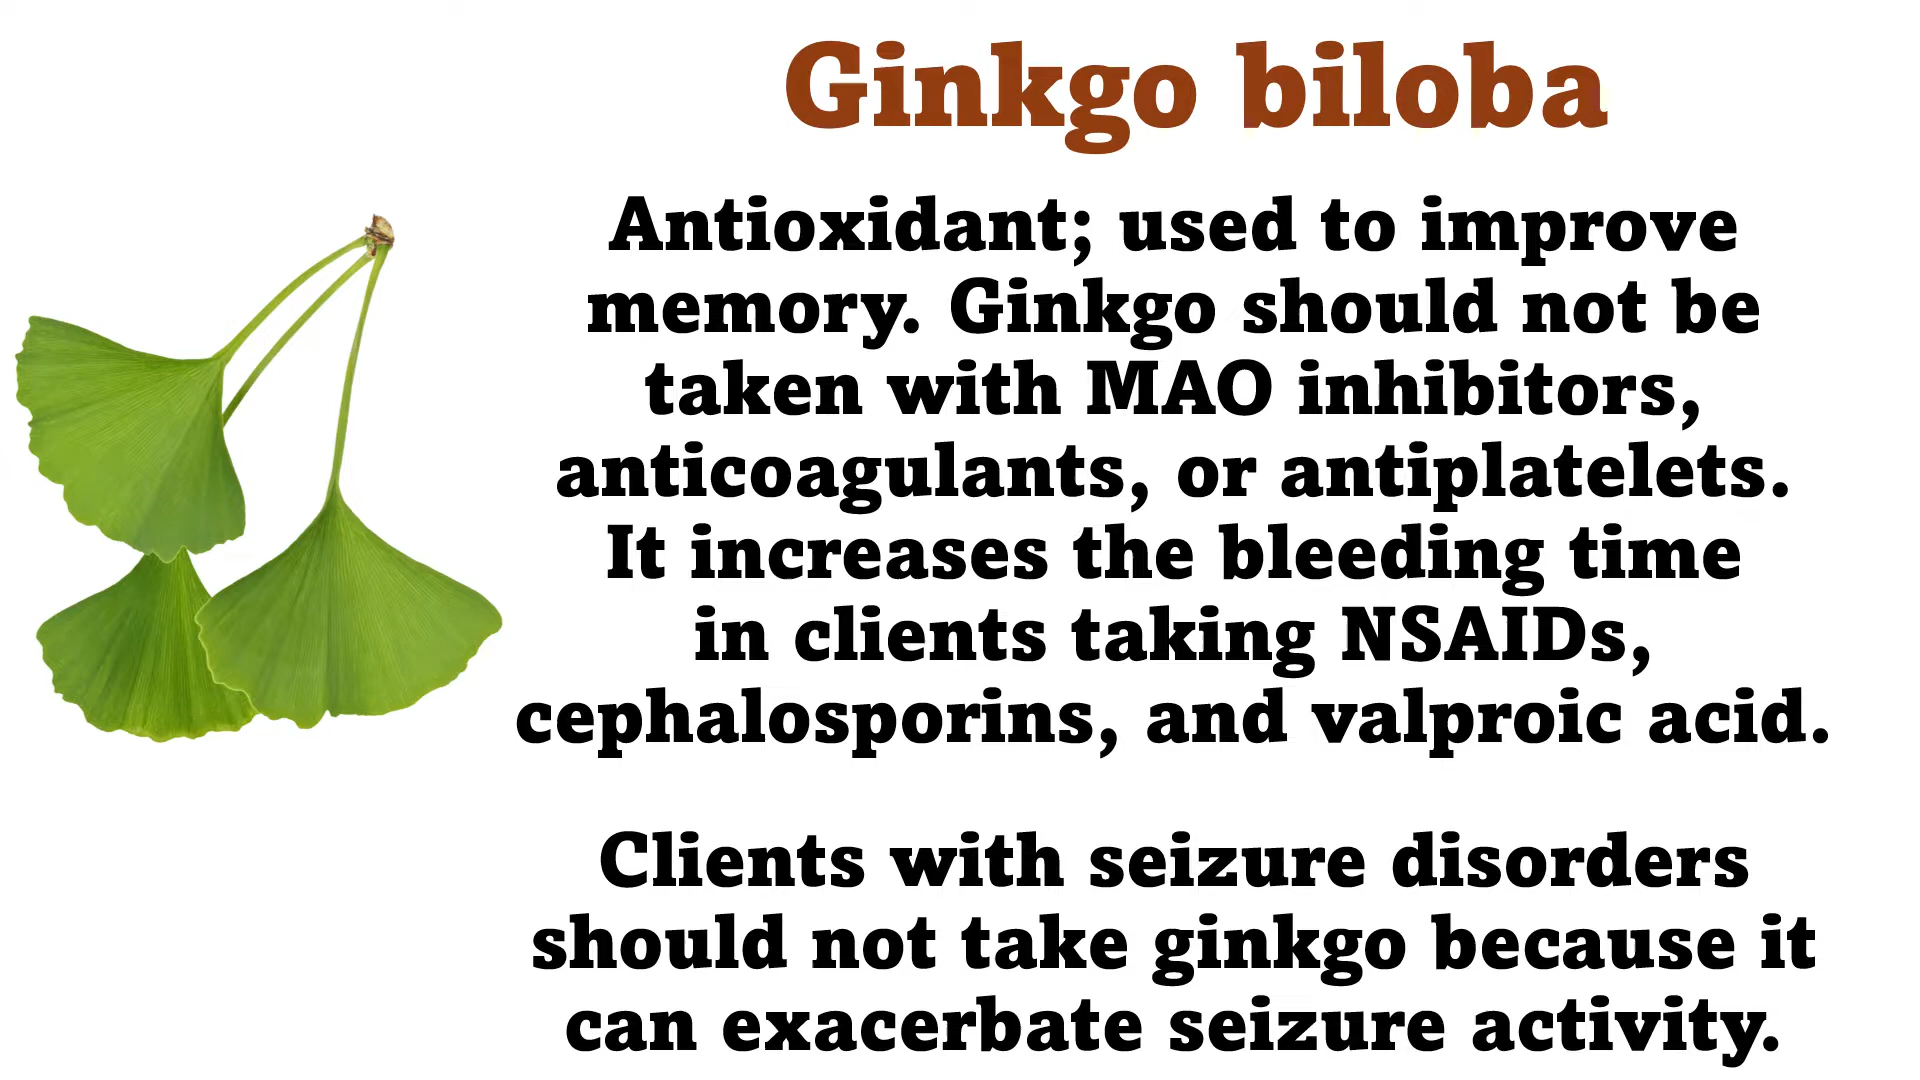 Ginkgo biloba
Antioxidant; used to improve
memory. Ginkgo should not be
taken with MAO inhibitors,
anticoagulants, or antiplatelets.
It increases the bleeding time
in clients taking NSAIDs,
cephalosporins, and valproic acid.
Clients with seizure disorders
should not take ginkgo because it
can exacerbate seizure activity.